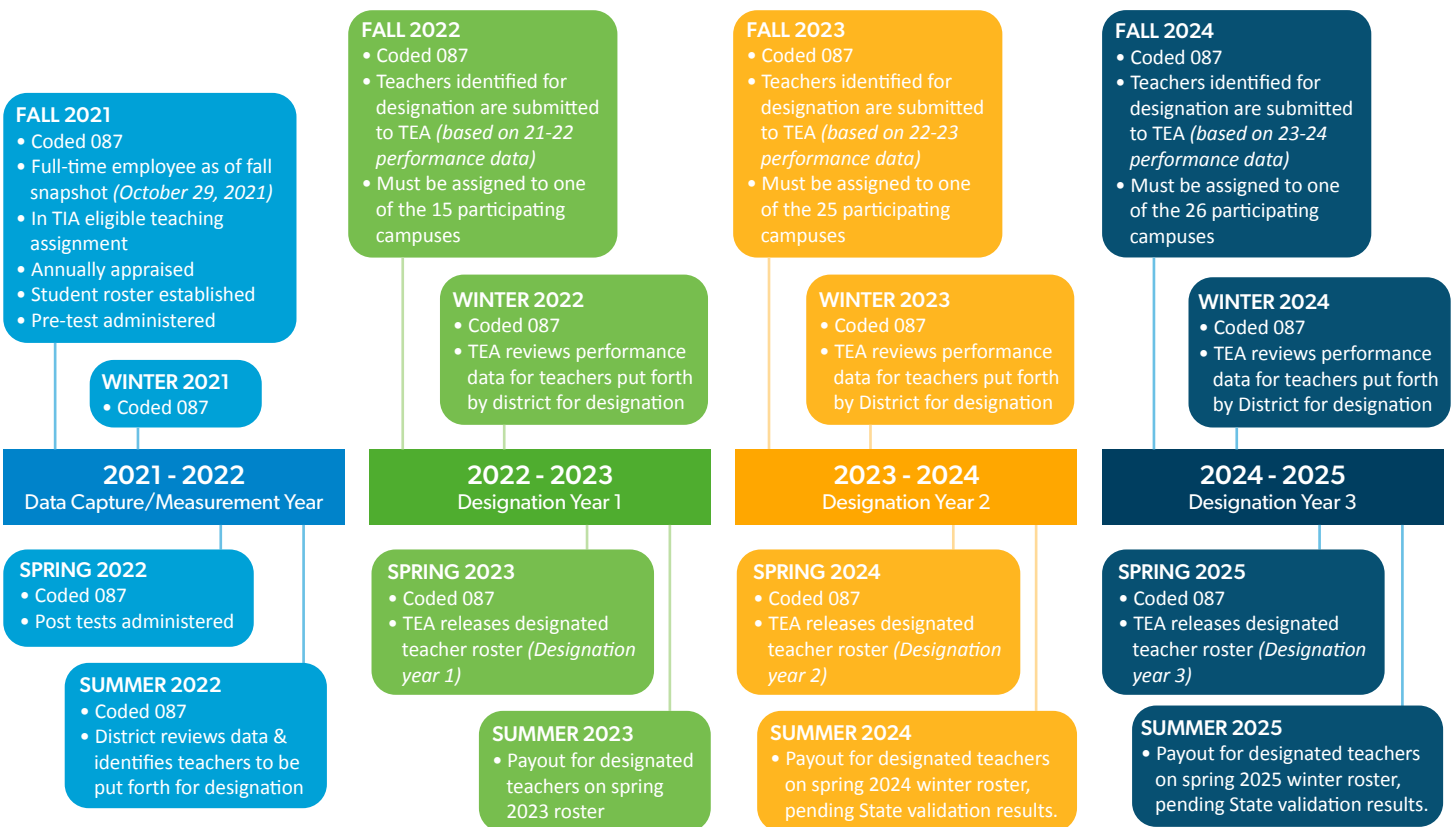 FALL 2021
• Coded 087
• Full-time employee as of fall
snapshot (October 29, 2021)
• In TIA eligible teaching
assignment
• Annually appraised
• Student roster established
• Pre-test administered
WINTER 2021
• Coded 087
2021 - 2022
Data Capture/Measurement Year
SPRING 2022
• Coded 087
• Post tests administered
SUMMER 2022
• Coded 087
• District reviews data &
identifies teachers to be
put forth for designation
FALL 2022
• Coded 087
• Teachers identified for
designation are submitted
to TEA (based on 21-22
performance data)
• Must be assigned to one
of the 15 participating
campuses
WINTER 2022
• Coded 087
• TEA reviews performance
data for teachers put forth
by district for designation
2022 - 2023
Designation Year 1
SPRING 2023
• Coded 087
• TEA releases designated
teacher roster (Designation
year 1)
SUMMER 2023
• Payout for designated
teachers on spring
2023 roster
FALL 2023
• Coded 087
• Teachers identified for
designation are submitted
to TEA (based on 22-23
performance data)
• Must be assigned to one
of the 25 participating
campuses
WINTER 2023
• Coded 087
• TEA reviews performance
data for teachers put forth
by District for designation
2023 - 2024
Designation Year 2
SPRING 2024
• Coded 087
• TEA releases designated
teacher roster (Designation
year 2)
SUMMER 2024
• Payout for designated teachers
on spring 2024 winter roster,
pending State validation results.
FALL 2024
• Coded 087
• Teachers identified for
designation are submitted
to TEA (based on 23-24
performance data)
• Must be assigned to one
of the 26 participating
campuses
WINTER 2024
• Coded 087
• TEA reviews performance
data for teachers put forth
by District for designation
2024 - 2025
Designation Year 3
SPRING 2025
• Coded 087
• TEA releases designated
teacher roster (Designation
year 3)
SUMMER 2025
• Payout for designated teachers
on spring 2025 winter roster,
pending State validation results.